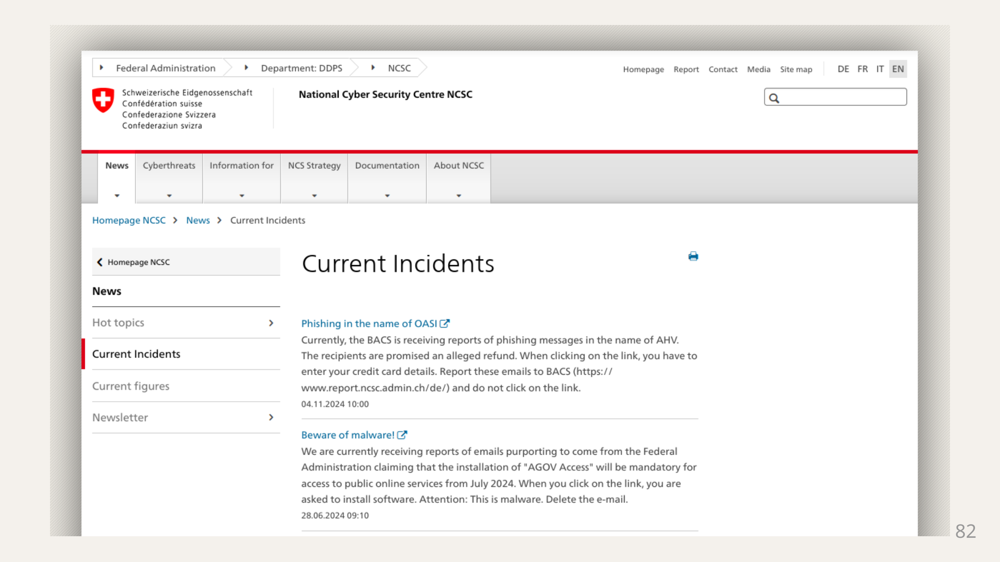 Federal Administration Department: DDPS NCSC
Homepage Report Contact Media Site map DE FR IT EN
Schweizerische Eidgenossenschaft
Confédération suisse
Confederazione Svizzera
Confederaziun svizra
National Cyber Security Centre NCSC
News Cyberthreats Information for NCS Strategy Documentation About NCSC
Homepage NCSC News Current Incidents
Homepage NCSC
News
Hot topics
Current Incidents
Current figures
Newsletter
Current Incidents
Phishing in the name of OASI
Currently, the BACS is receiving reports of phishing messages in the name of AHV.
The recipients are promised an alleged refund. When clicking on the link, you have to
enter your credit card details. Report these emails to BACS (https://
www.report.ncsc.admin.ch/de/) and do not click on the link.
04.11.2024 10:00
Beware of malware!
We are currently receiving reports of emails purporting to come from the Federal
Administration claiming that the installation of "AGOV Access" will be mandatory for
access to public online services from July 2024. When you click on the link, you are
asked to install software. Attention: This is malware. Delete the e-mail.
28.06.2024 09:10
82